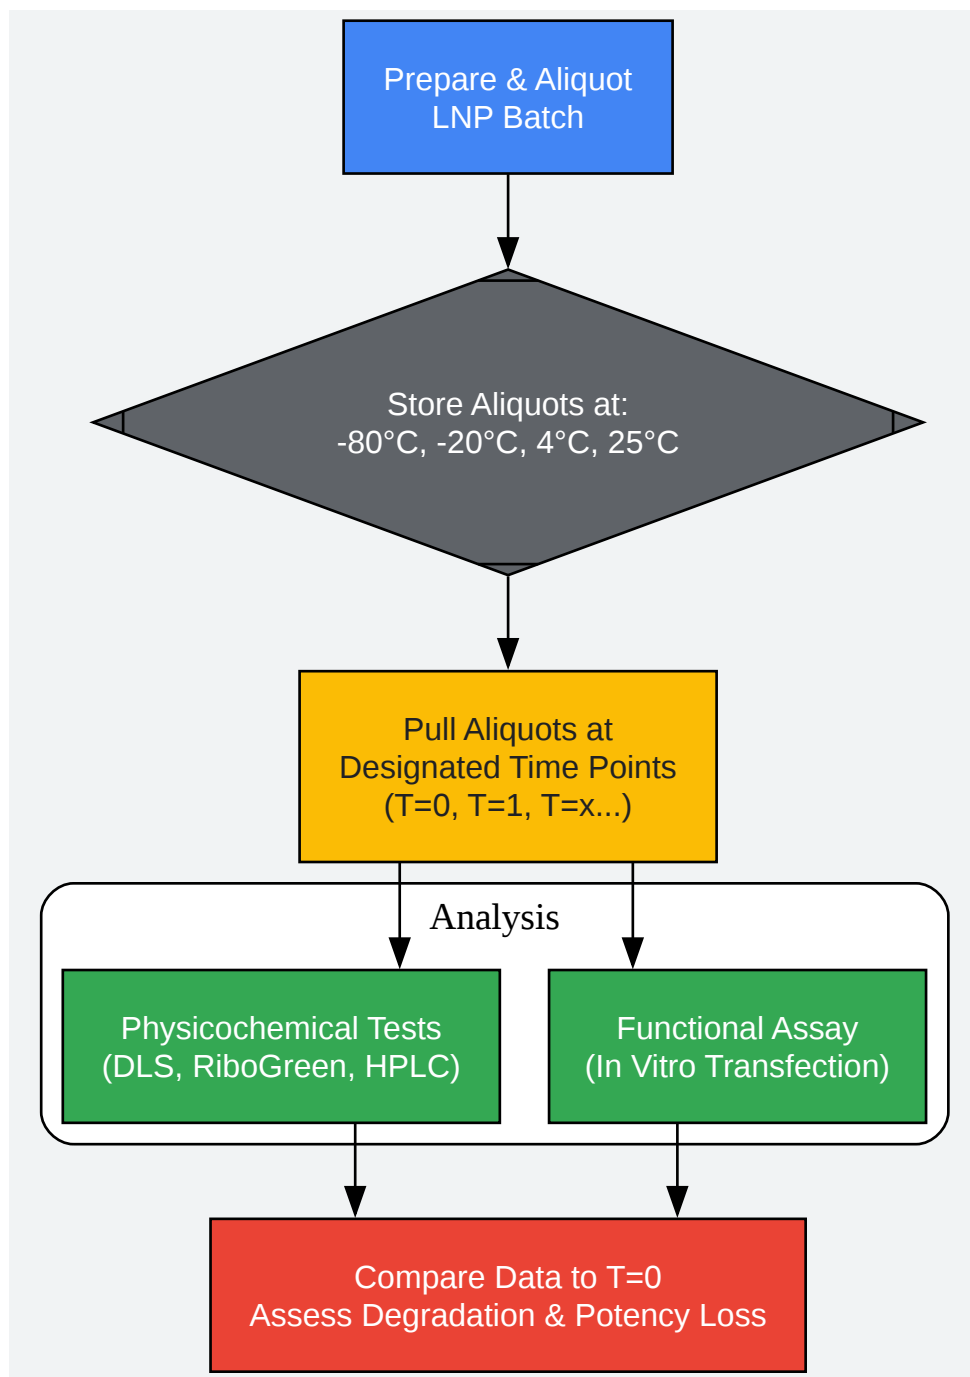 Prepare & Aliquot
LNP Batch
Store Aliquots at:
-80°C, -20°C, 4°C, 25°C
Pull Aliquots at
Designated Time Points
(T=0, T=1, T=x...)
Analysis
Physicochemical Tests
(DLS, RiboGreen, HPLC)
Functional Assay
(In Vitro Transfection)
Compare Data to T=0
Assess Degradation & Potency Loss